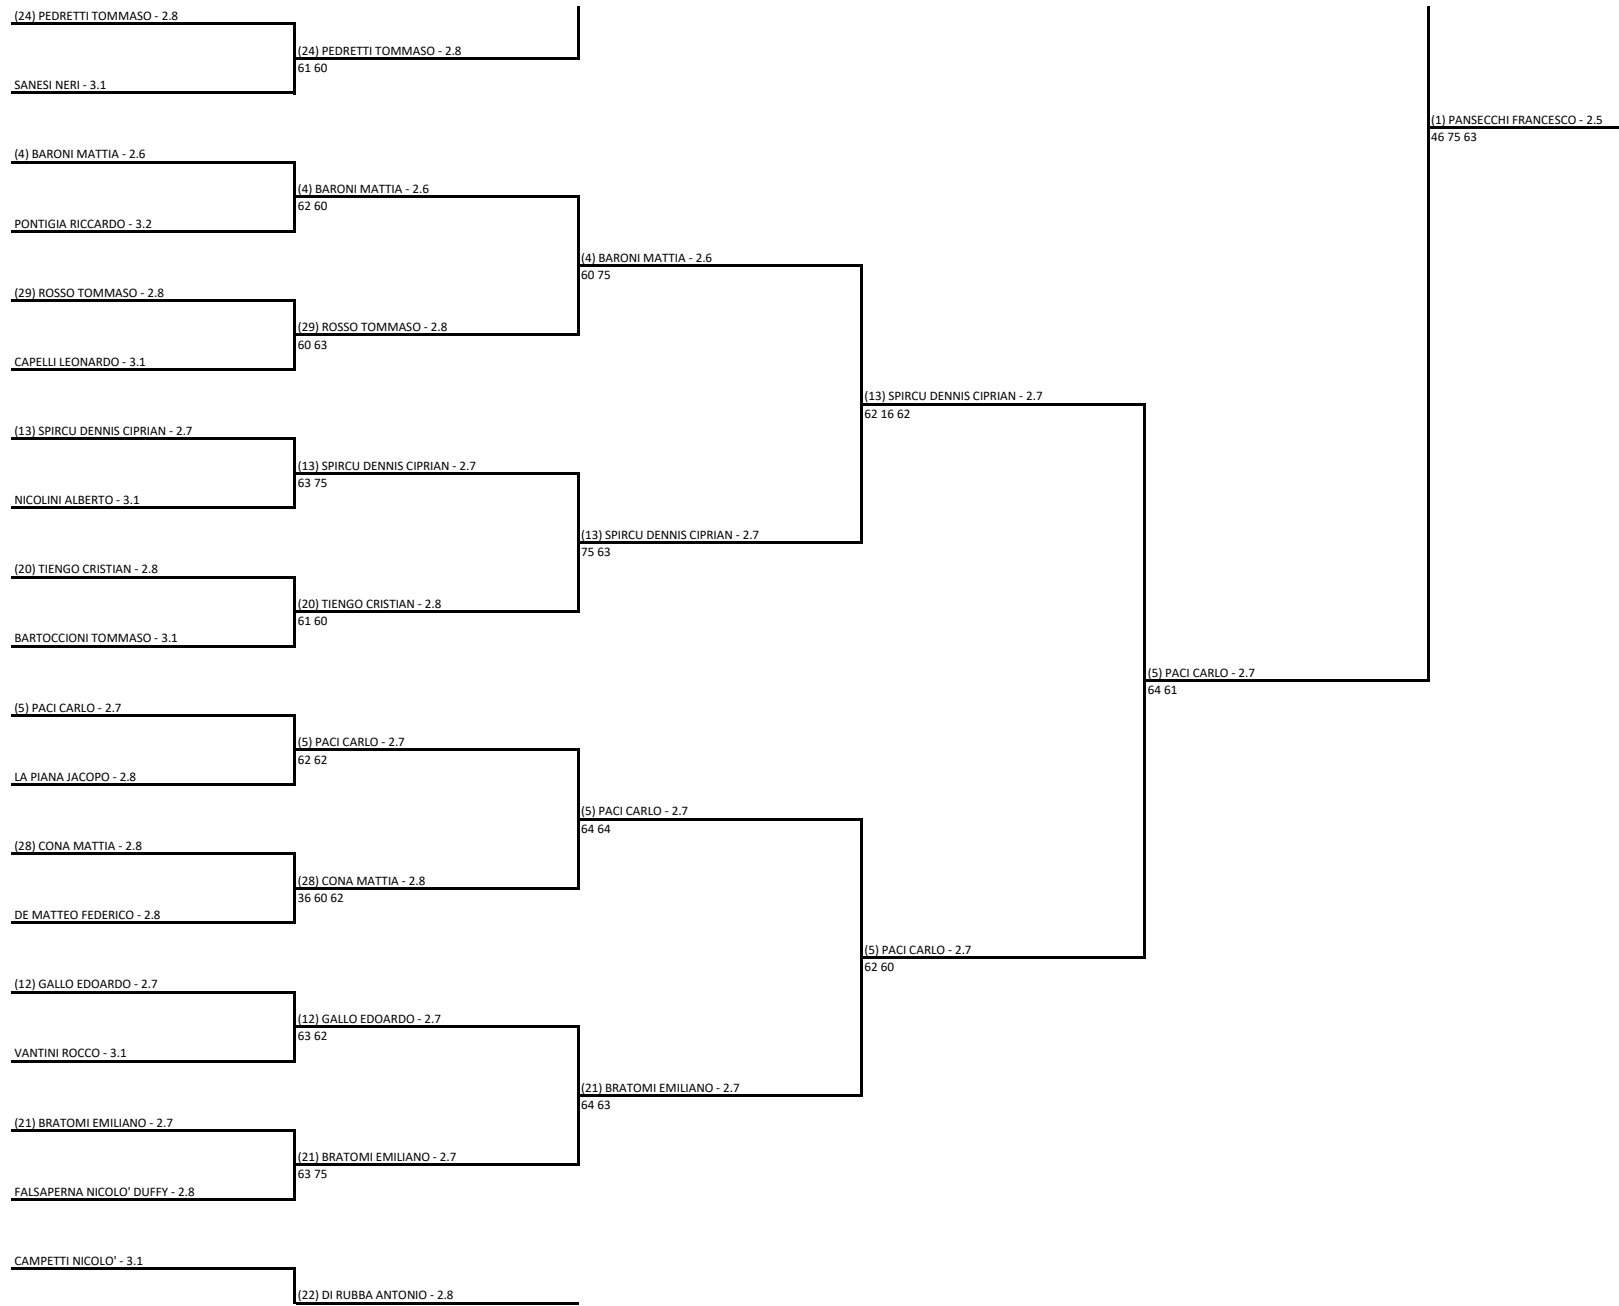 (24) PEDRETTI TOMMASO - 2.8
(24) PEDRETTI TOMMASO - 2.8
61 60
SANESI NERI - 3.1
(1) PANSECCHI FRANCESCO - 2.5
46 75 63
(4) BARONI MATTIA - 2.6
(4) BARONI MATTIA - 2.6
62 60
PONTIGIA RICCARDO - 3.2
(4) BARONI MATTIA - 2.6
60 75
(29) ROSSO TOMMASO - 2.8
(29) ROSSO TOMMASO - 2.8
60 63
CAPELLI LEONARDO - 3.1
(13) SPIRCU DENNIS CIPRIAN - 2.7
62 16 62
(13) SPIRCU DENNIS CIPRIAN - 2.7
(13) SPIRCU DENNIS CIPRIAN - 2.7
63 75
NICOLINI ALBERTO - 3.1
(13) SPIRCU DENNIS CIPRIAN - 2.7
75 63
(20) TIENGO CRISTIAN - 2.8
(20) TIENGO CRISTIAN - 2.8
61 60
BARTOCCIONI TOMMASO - 3.1
(5) PACI CARLO - 2.7
64 61
(5) PACI CARLO - 2.7
(5) PACI CARLO - 2.7
62 62
LA PIANA JACOPO - 2.8
(5) PACI CARLO - 2.7
64 64
(28) CONA MATTIA - 2.8
(28) CONA MATTIA - 2.8
36 60 62
DE MATTEO FEDERICO - 2.8
(5) PACI CARLO - 2.7
62 60
(12) GALLO EDOARDO - 2.7
(12) GALLO EDOARDO - 2.7
63 62
VANTINI ROCCO - 3.1
(21) BRATOMI EMILIANO - 2.7
64 63
(21) BRATOMI EMILIANO - 2.7
(21) BRATOMI EMILIANO - 2.7
63 75
FALSAPERNA NICOLO' DUFFY - 2.8
CAMPETTI NICOLO' - 3.1
(22) DI RUBBA ANTONIO - 2.8